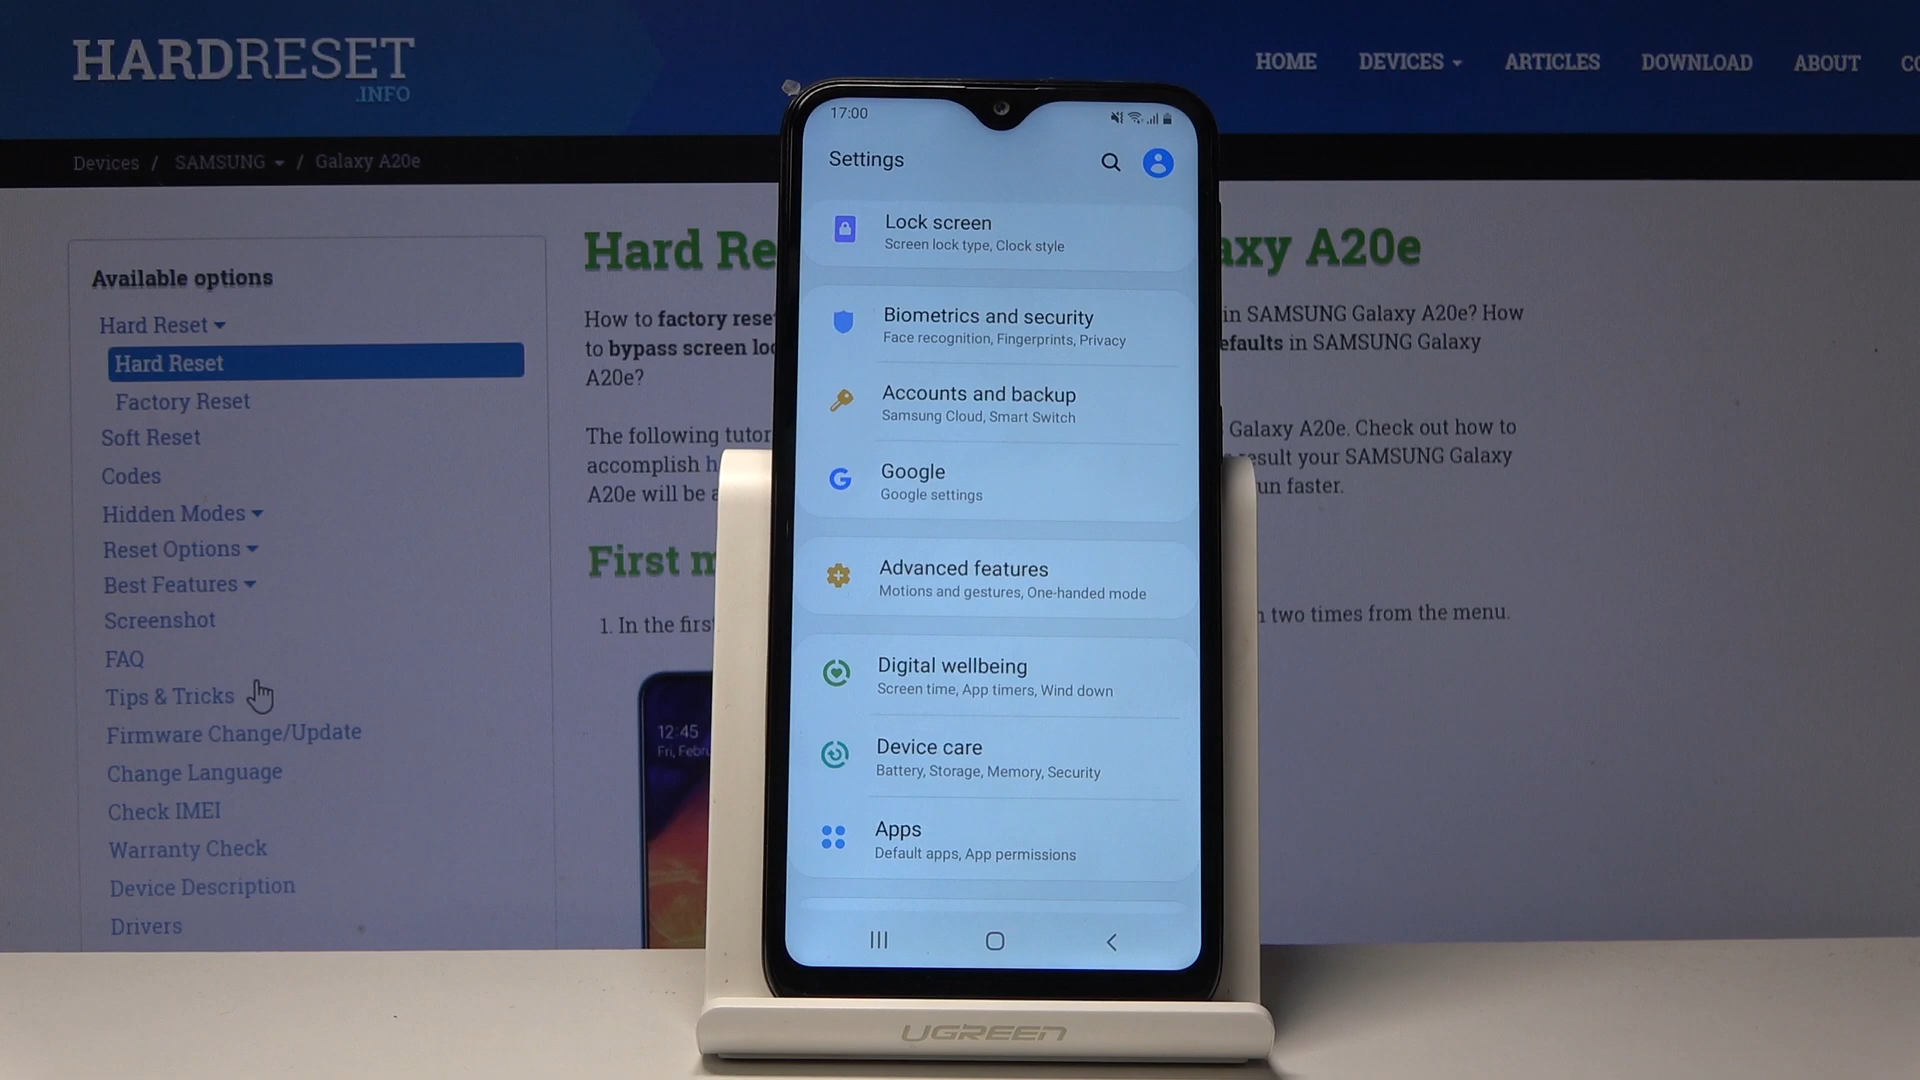 HARDRESET
.INFO
HOME DEVICES ARTICLES DOWNLOAD ABOUT
Devices / SAMSUNG / Galaxy A20e
Available options
Hard Reset
Hard Reset
Factory Reset
Soft Reset
Codes
Hidden Modes
Reset Options
Best Features
Screenshot
FAQ
Tips & Tricks
Firmware Change/Update
Change Language
Check IMEI
Warranty Check
Device Description
Drivers
Hard Re
axy A20e
How to factory rese
in SAMSUNG Galaxy A20e? How
to bypass screen lo
efaults in SAMSUNG Galaxy
A20e?
The following tutor
Galaxy A20e. Check out how to
accomplish h
esult your SAMSUNG Galaxy
A20e will be a
un faster.
First m
1. In the firs
two times from the menu.
12:45
Fri, Febru
17:00
Settings
Lock screen
Screen lock type, Clock style
Biometrics and security
Face recognition, Fingerprints, Privacy
Accounts and backup
Samsung Cloud, Smart Switch
Google
Google settings
Advanced features
Motions and gestures, One-handed mode
Digital wellbeing
Screen time, App timers, Wind down
Device care
Battery, Storage, Memory, Security
Apps
Default apps, App permissions
UGREEN